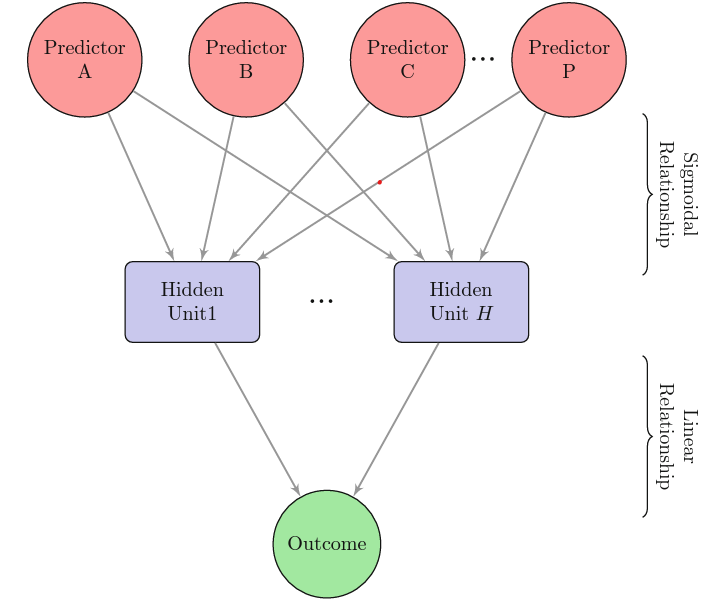 Predictor
A
Predictor
B
Predictor
C
...
Predictor
P
Sigmoidal
Relationship
Hidden
Unit1
...
Hidden
Unit H
Linear
Relationship
Outcome